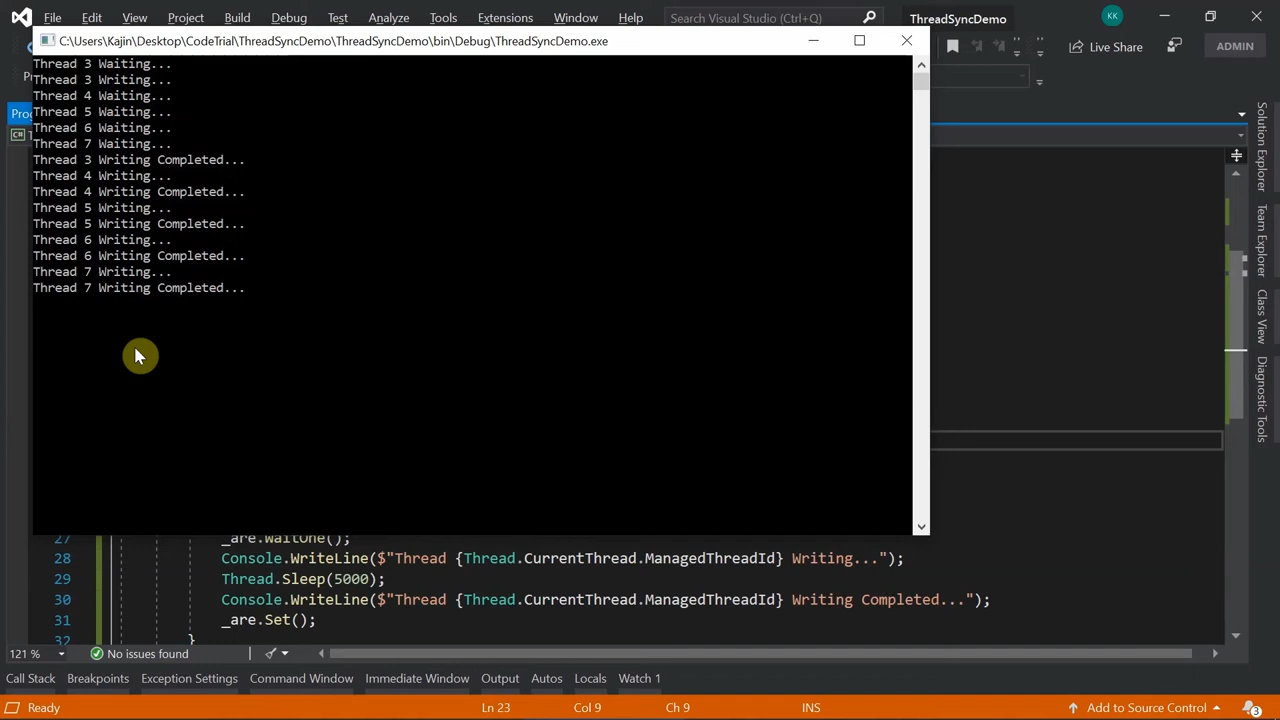 File Edit View Project Build Debug Test Analyze Tools Extensions Window Help Search Visual Studio (Ctrl+Q) ThreadSyncDemo KK
C:\Users\Kajin\Desktop\CodeTrial\ThreadSyncDemo\ThreadSyncDemo\bin\Debug\ThreadSyncDemo.exe
Live Share ADMIN
Thread 3 Waiting...
Thread 3 Writing...
Thread 4 Waiting...
Thread 5 Waiting...
Thread 6 Waiting...
Thread 7 Waiting...
Thread 3 Writing Completed...
Thread 4 Writing...
Thread 4 Writing Completed...
Thread 5 Writing...
Thread 5 Writing Completed...
Thread 6 Writing...
Thread 6 Writing Completed...
Thread 7 Writing...
Thread 7 Writing Completed...
Solution Explorer
Team Explorer
Class View
Diagnostic Tools
27 _are.WaitOne();
28 Console.WriteLine($"Thread {Thread.CurrentThread.ManagedThreadId} Writing...");
29 Thread.Sleep(5000);
30 Console.WriteLine($"Thread {Thread.CurrentThread.ManagedThreadId} Writing Completed...");
31 _are.Set();
32 }
121 % No issues found
Call Stack Breakpoints Exception Settings Command Window Immediate Window Output Autos Locals Watch 1
Ready Ln 23 Col 9 Ch 9 INS Add to Source Control 3